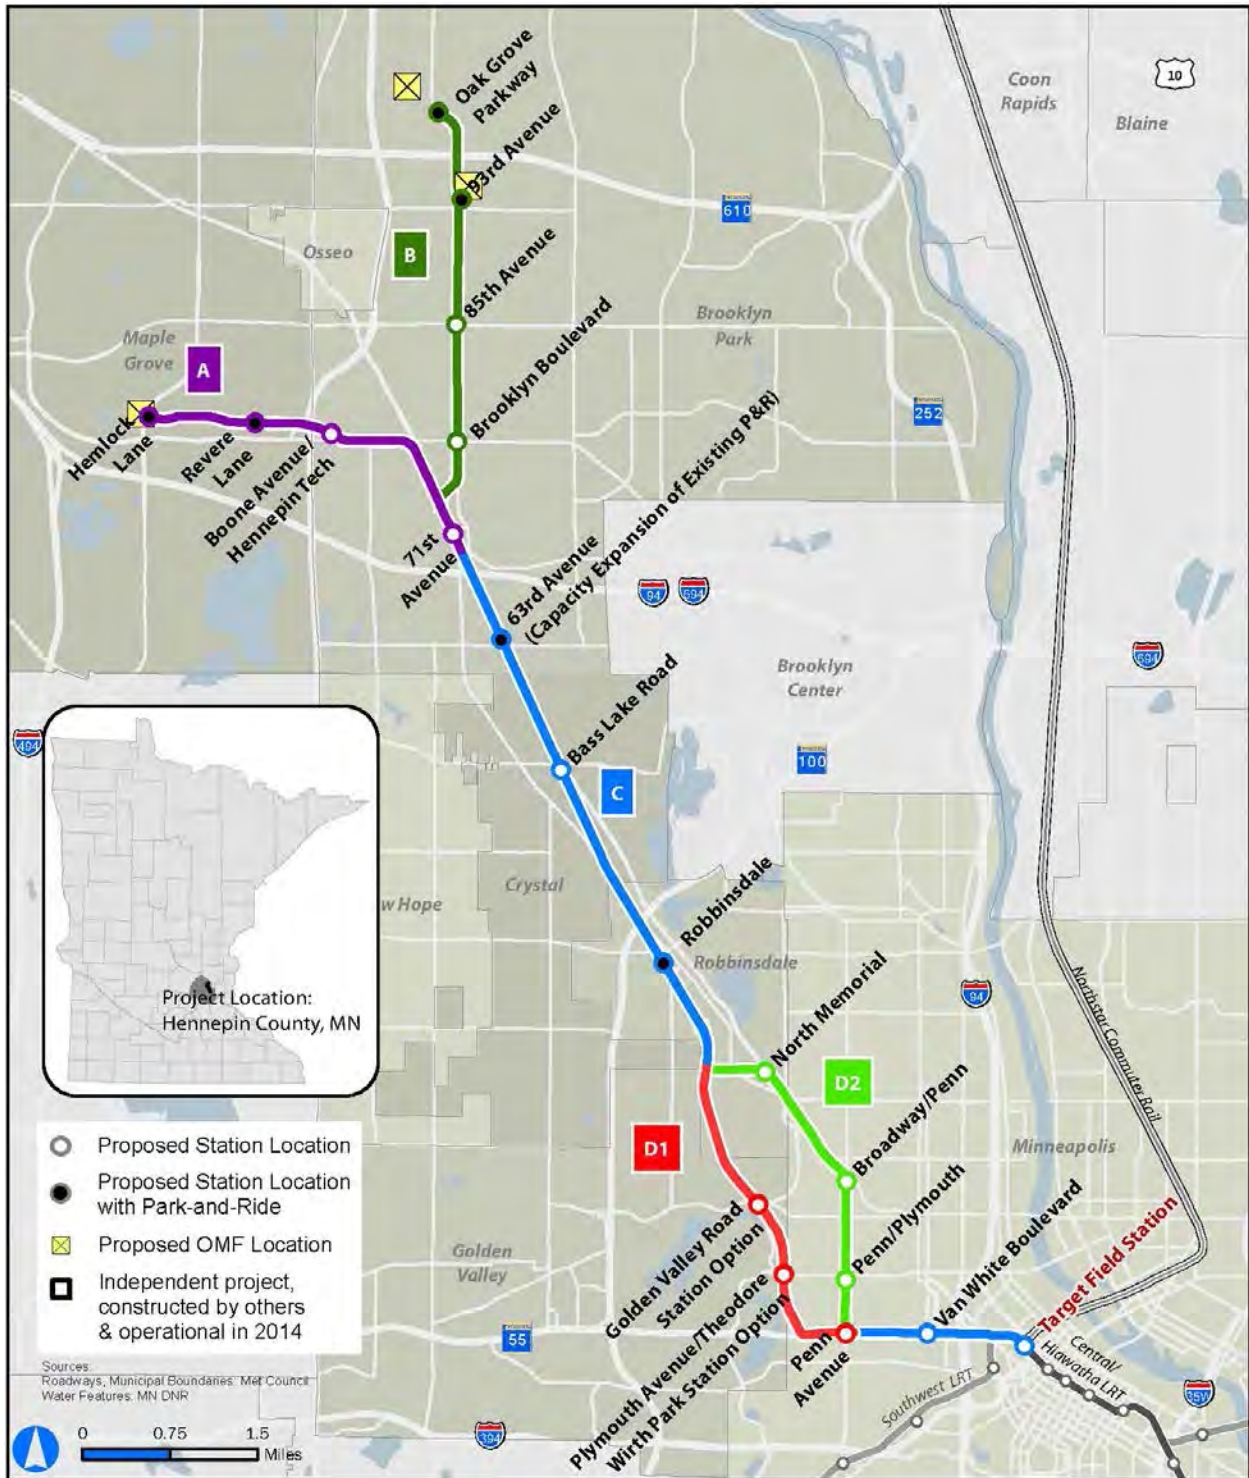 Oak Grove
Parkway
93rd Avenue
Coon
Rapids
10
Blaine
610
Osseo
B
85th Avenue
Brooklyn
Park
Brooklyn Boulevard
Maple
Grove
A
252
Hemlock
Lane
Revere
Lane
Boone Avenue/
Hennepin Tech
71st
Avenue
63rd Avenue
(Capacity Expansion of Existing P&R)
94
694
694
Brooklyn
Center
Bass Lake Road
494
100
C
Crystal
w Hope
Robbinsdale
Robbinsdale
94
Northstar Commuter Rail
Project Location:
Hennepin County, MN
North Memorial
D2
Broadway/Penn
Minneapolis
D1
Proposed Station Location
Proposed Station Location
with Park-and-Ride
Proposed OMF Location
Independent project,
constructed by others
& operational in 2014
Golden
Valley
Golden Valley Road
Station Option
Penn/Plymouth
Van White Boulevard
Target Field Station
Plymouth Avenue/Theodore
Wirth Park Station Option
Penn
Avenue
55
Central/
Hiawatha LRT
Southwest LRT
35W
394
Sources:
Roadways, Municipal Boundaries: Met Council
Water Features: MN DNR
0 0.75 1.5
Miles